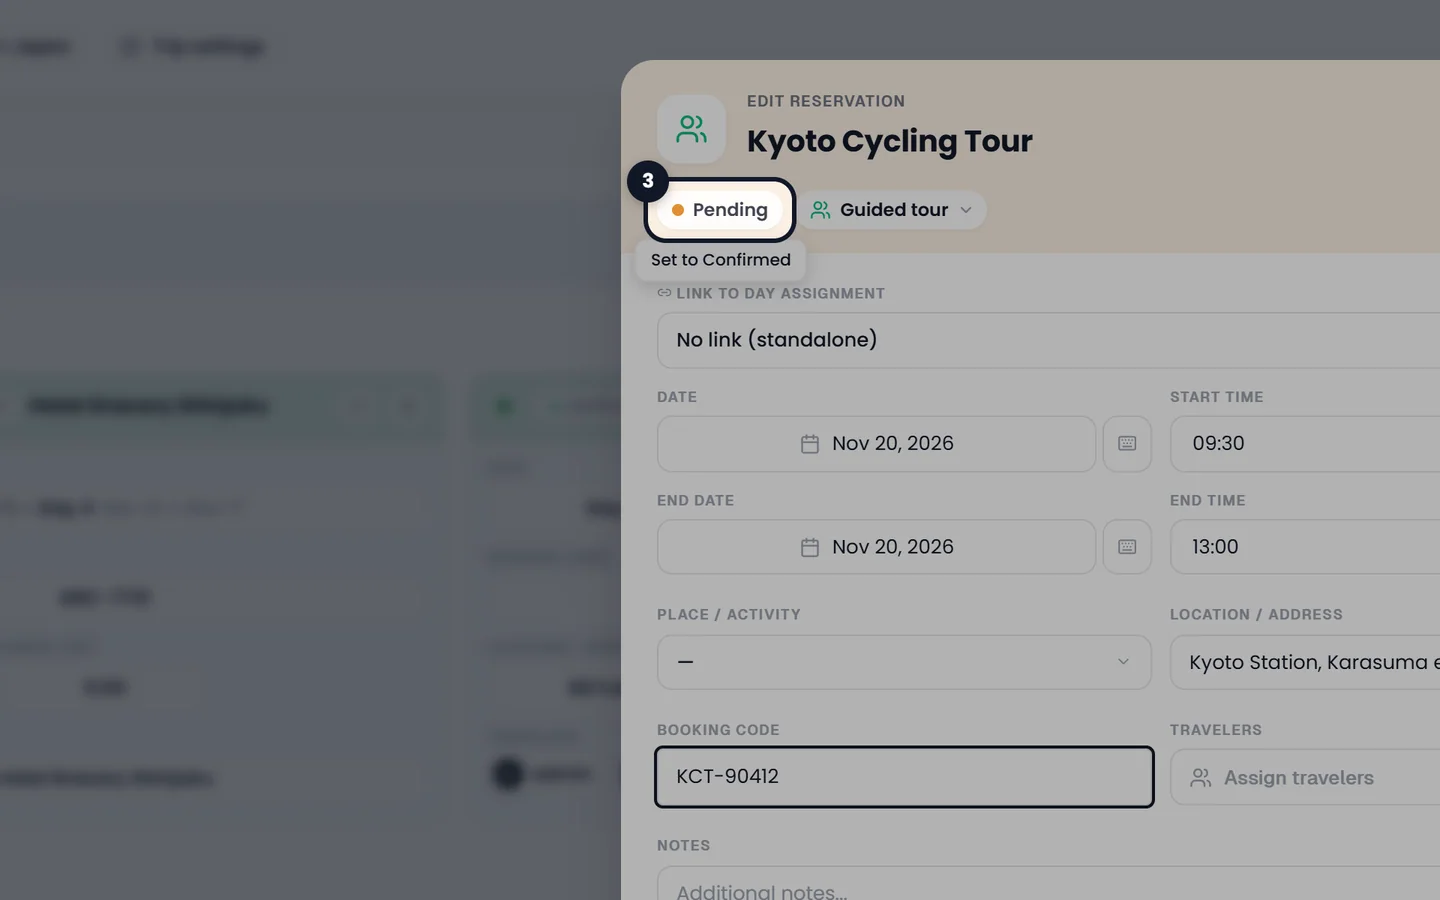 EDIT RESERVATION
Kyoto Cycling Tour
3
Pending
Guided tour
Set to Confirmed
LINK TO DAY ASSIGNMENT
No link (standalone)
DATE
START TIME
Nov 20, 2026
09:30
END DATE
END TIME
Nov 20, 2026
13:00
PLACE / ACTIVITY
LOCATION / ADDRESS
—
Kyoto Station, Karasuma
BOOKING CODE
TRAVELERS
KCT-90412
Assign travelers
NOTES
Additional notes...